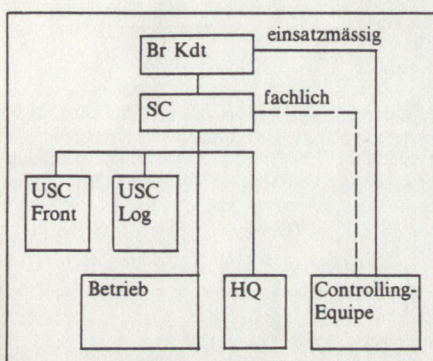 einsatzmässig
Br Kdt
SC
fachlich
USC
Front
USC
Log
Betrieb
HQ
Controlling-
Equipe